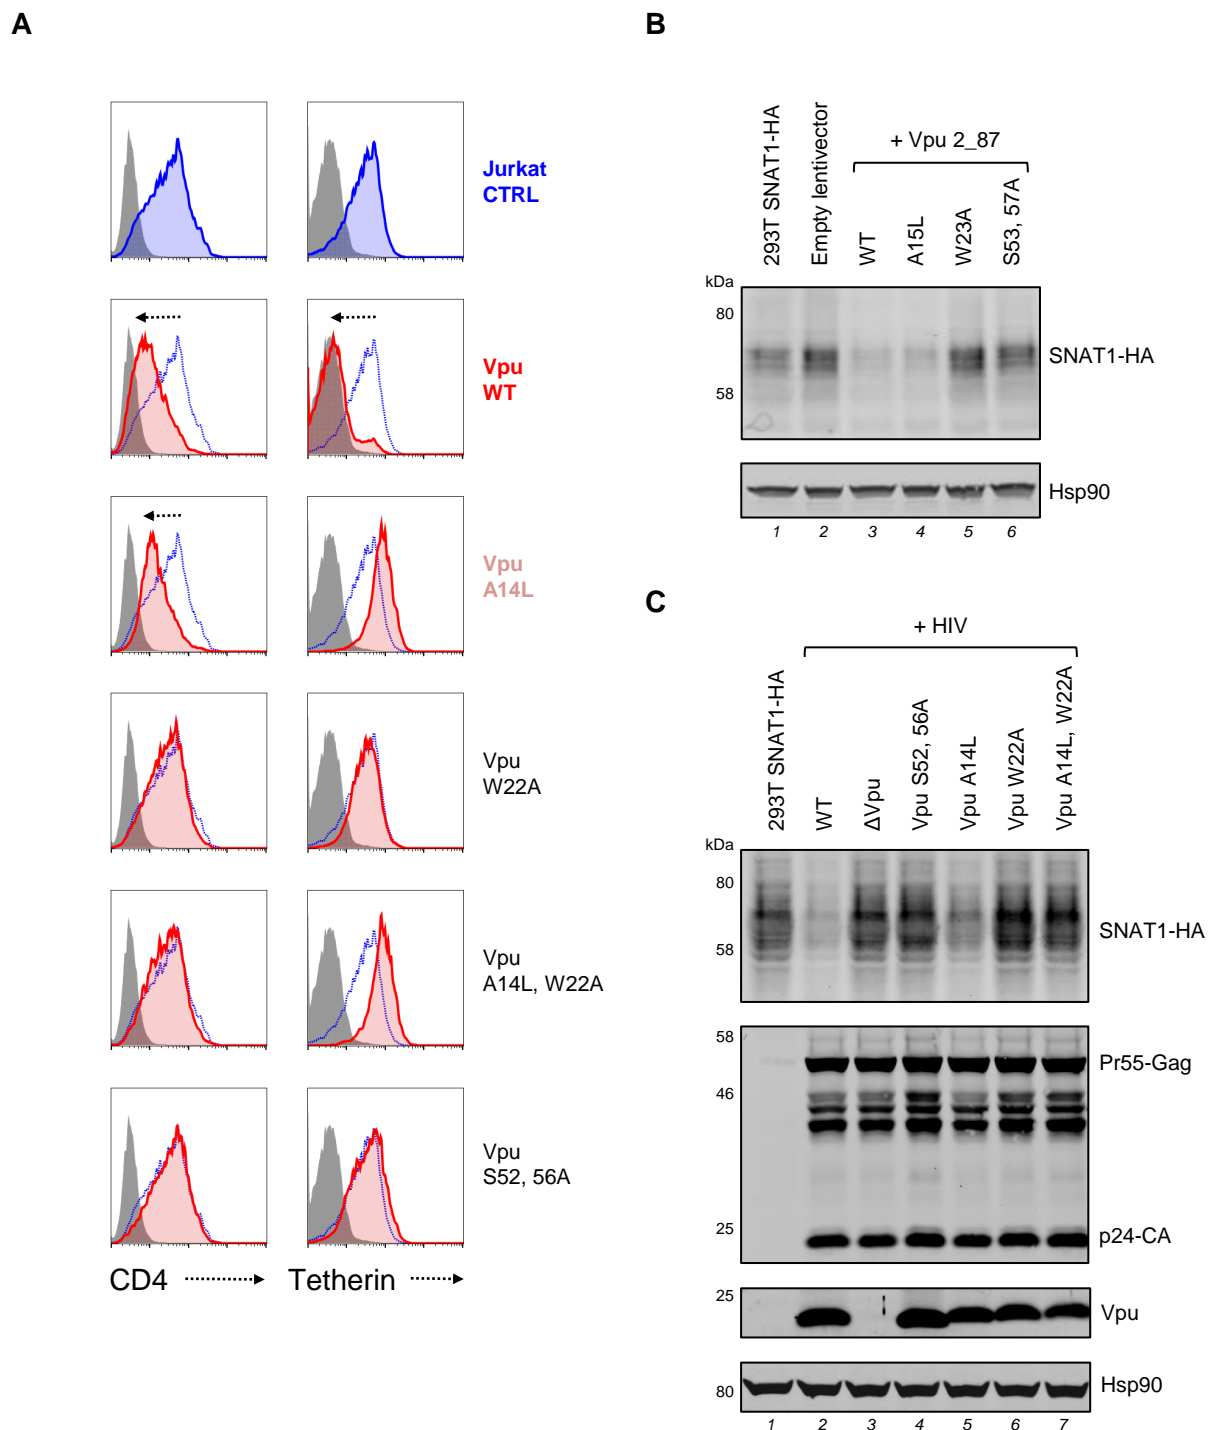 A
Jurkat
CTRL
Vpu
WT
Vpu
A14L
Vpu
W22A
Vpu
A14L, W22A
Vpu
S52, 56A
CD4
Tetherin
B
293T SNAT1-HA
Empty lentivector
+ Vpu 2_87
WT
A15L
W23A
S53, 57A
kDa
80
58
SNAT1-HA
Hsp90
1 2 3 4 5 6
C
+ HIV
293T SNAT1-HA
WT
ΔVpu
Vpu S52, 56A
Vpu A14L
Vpu W22A
Vpu A14L, W22A
kDa
80
58
SNAT1-HA
58
46
25
Pr55-Gag
p24-CA
25
Vpu
80
Hsp90
1 2 3 4 5 6 7